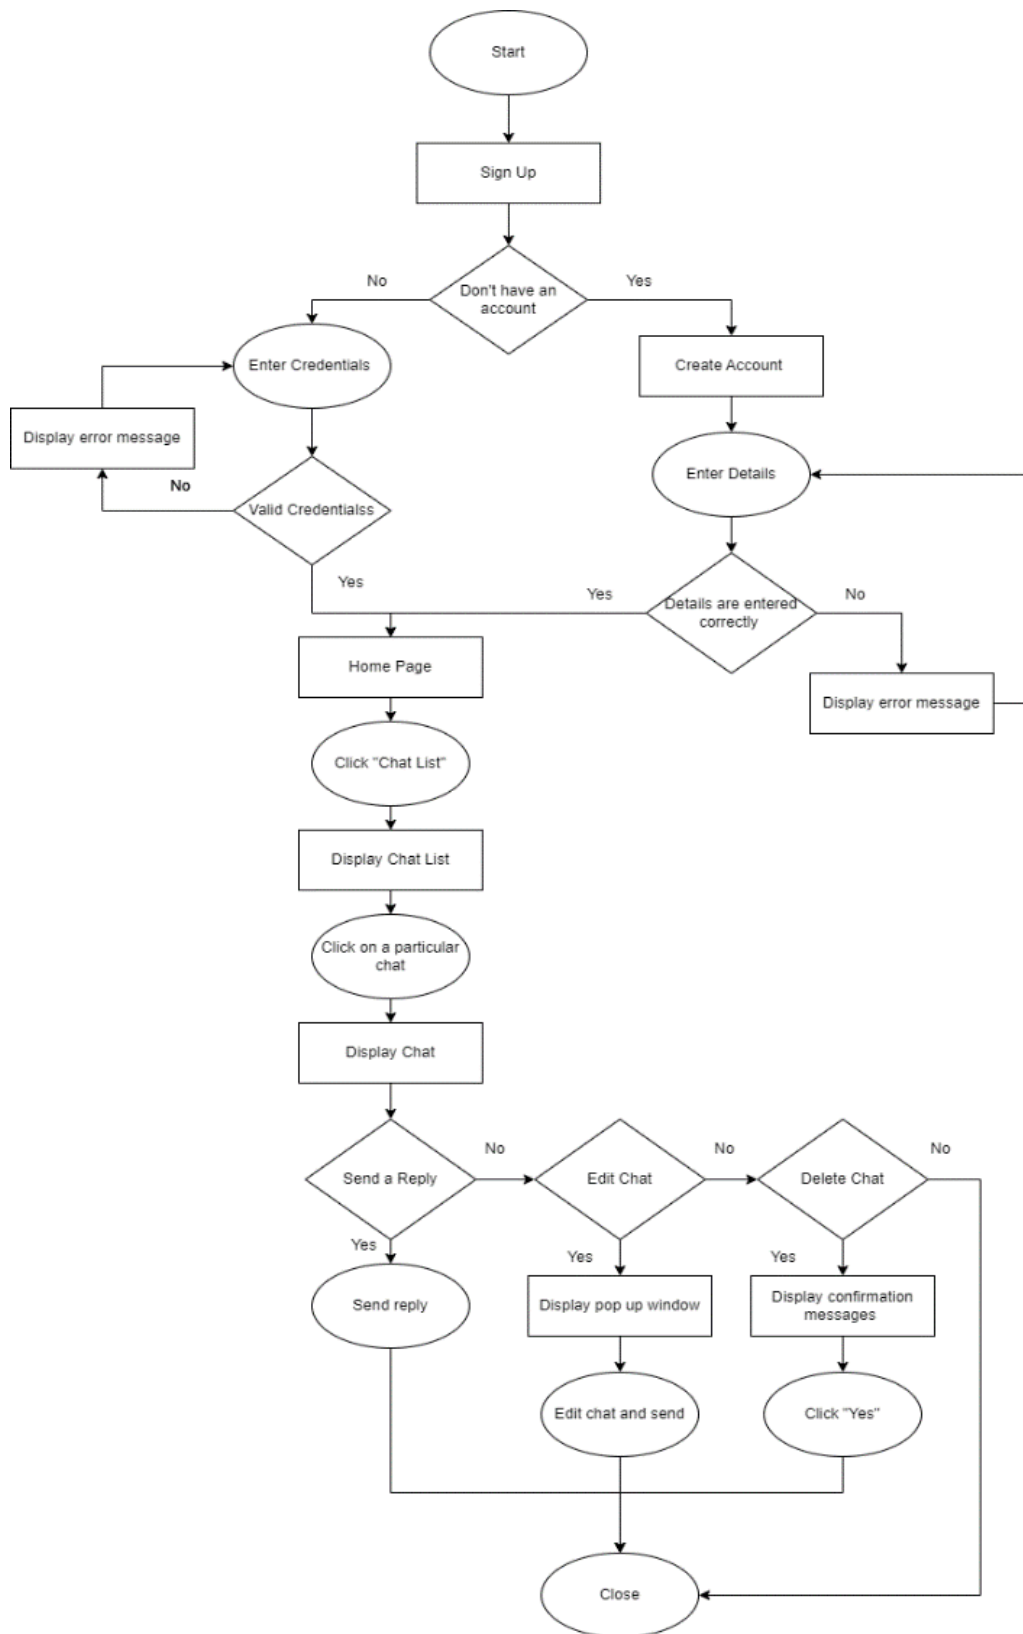 Start
Sign Up
No
Yes
Don't have an
account
Enter Credentials
Create Account
Display error message
Enter Details
No
Valid Credentialss
Yes
Yes
Details are entered
correctly
No
Home Page
Display error message
Click "Chat List"
Display Chat List
Click on a particular
chat
Display Chat
No
No
No
Send a Reply
Edit Chat
Delete Chat
Yes
Yes
Yes
Send reply
Display pop up window
Display confirmation
messages
Edit chat and send
Click "Yes"
Close